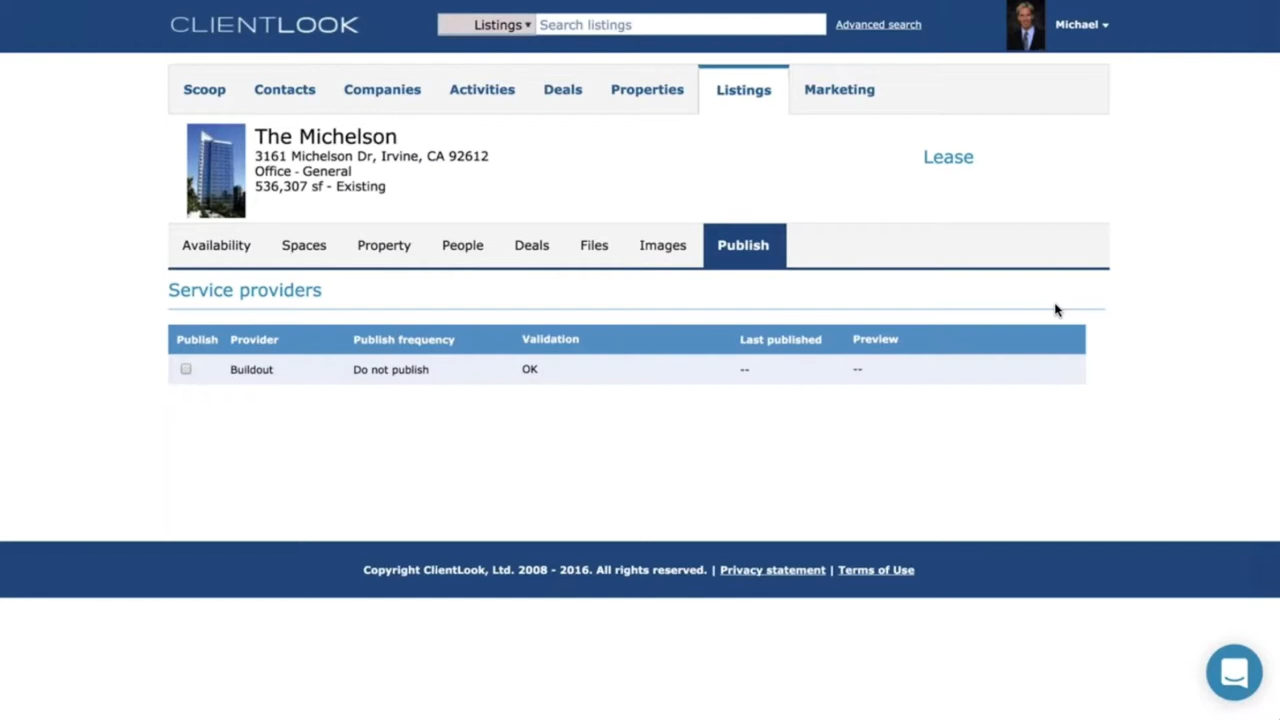 CLIENTLOOK
Listings ▾ Search listings Advanced search Michael
Scoop Contacts Companies Activities Deals Properties Listings Marketing
The Michelson
3161 Michelson Dr, Irvine, CA 92612
Office - General
536,307 sf - Existing
Lease
Availability Spaces Property People Deals Files Images Publish
Service providers
Publish Provider Publish frequency Validation Last published Preview
Buildout Do not publish OK -- --
Copyright ClientLook, Ltd. 2008 - 2016. All rights reserved. | Privacy statement | Terms of Use